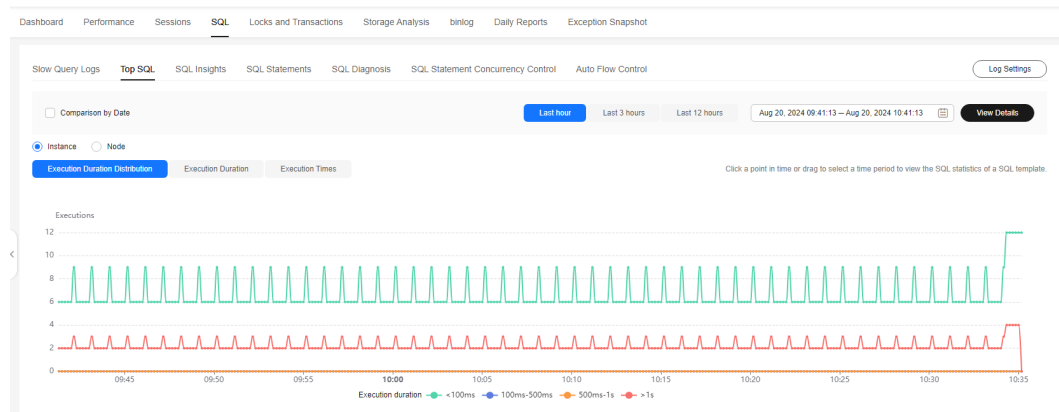 Dashboard Performance Sessions SQL Locks and Transactions Storage Analysis binlog Daily Reports Exception Snapshot
Slow Query Logs Top SQL SQL Insights SQL Statements SQL Diagnosis SQL Statement Concurrency Control Auto Flow Control Log Settings
Comparison by Date Last hour Last 3 hours Last 12 hours Aug 20, 2024 09:41:13 — Aug 20, 2024 10:41:13 View Details
Instance Node
Execution Duration Distribution Execution Duration Execution Times Click a point in time or drag to select a time period to view the SQL statistics of a SQL template.
Executions
12
10
8
6
4
2
0
09:45 09:50 09:55 10:00 10:05 10:10 10:15 10:20 10:25 10:30 10:35
Execution duration <100ms 100ms-500ms 500ms-1s >1s